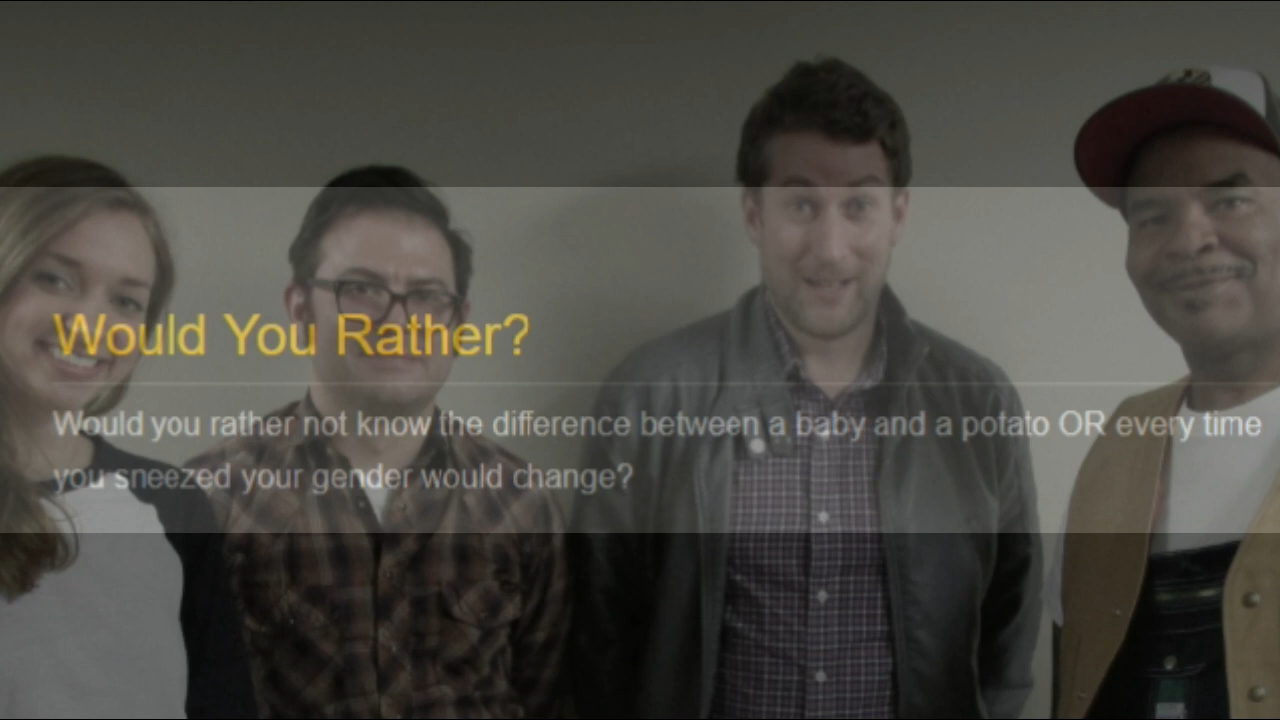 Would You Rather?
Would you rather not know the difference between a baby and a potato OR every time
you sneezed your gender would change?